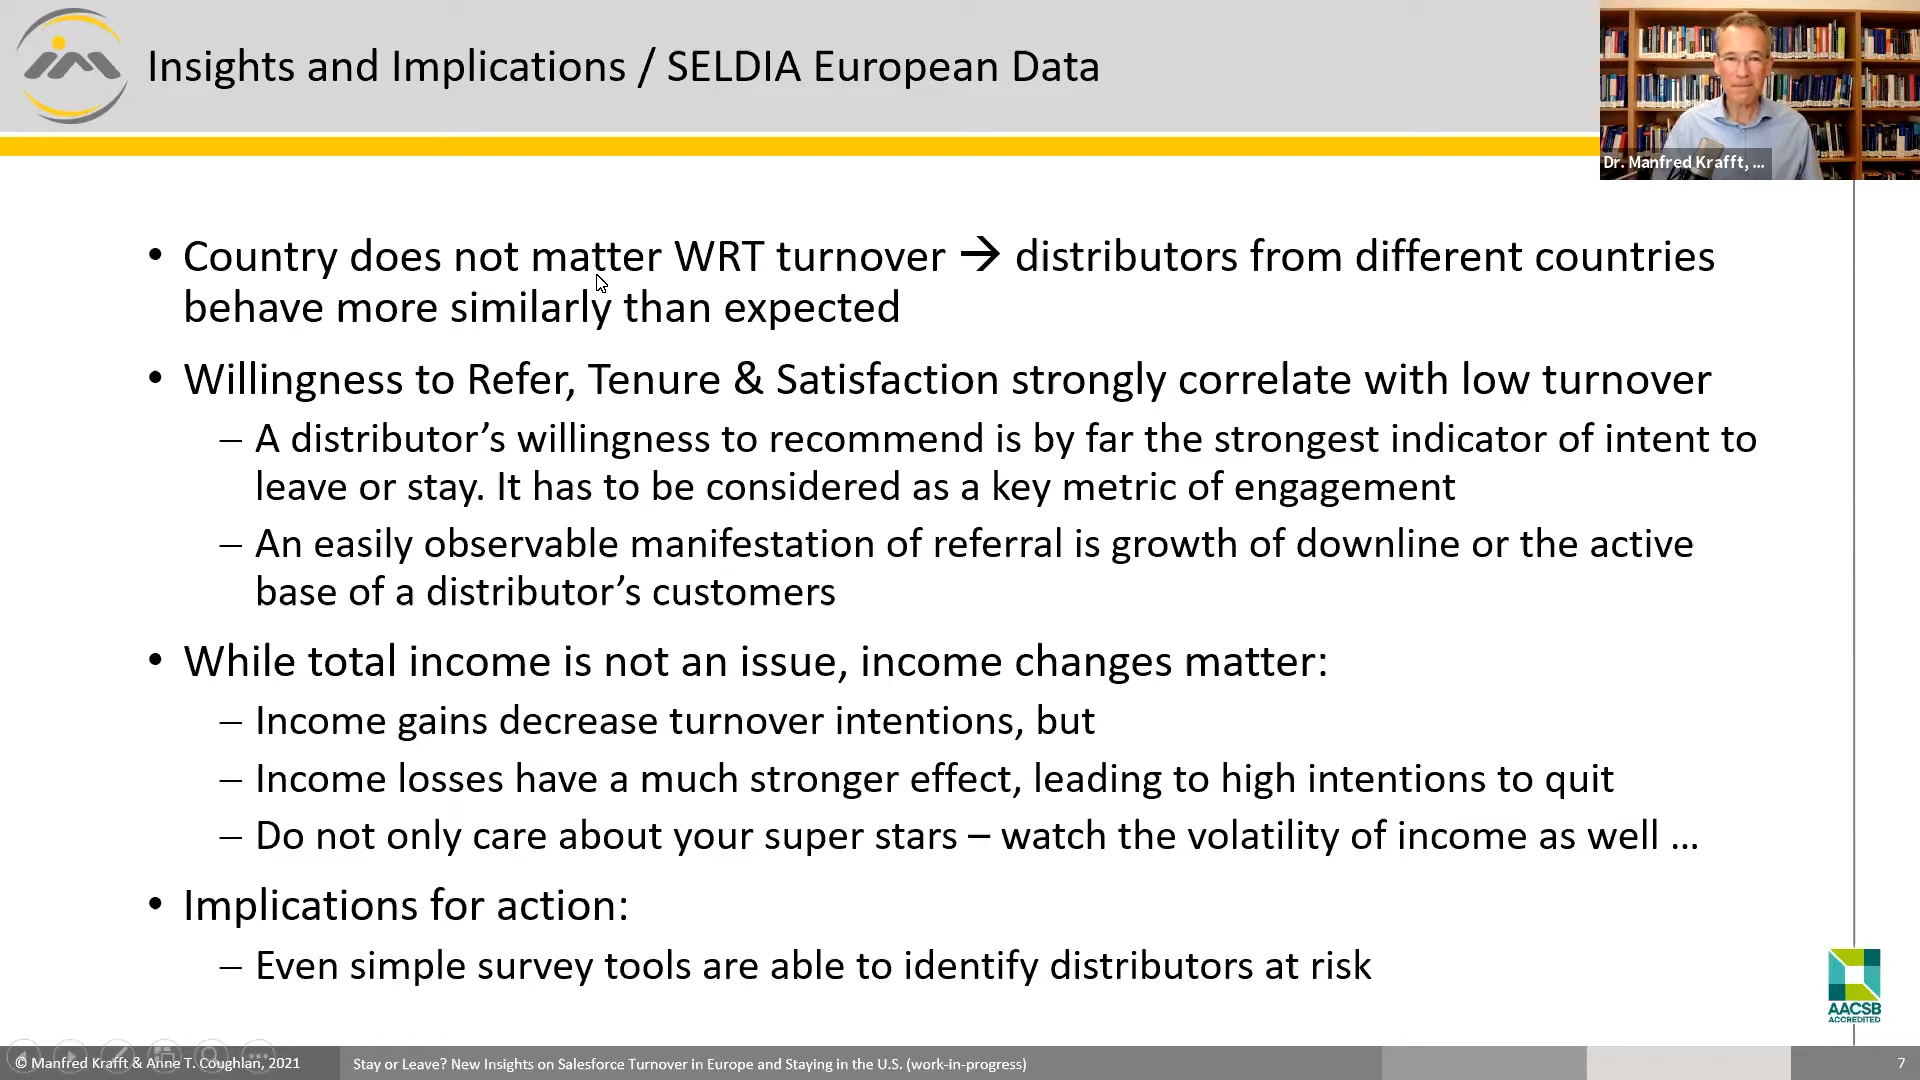 Insights and Implications / SELDIA European Data
Dr. Manfred Krafft, ...
• Country does not matter WRT turnover → distributors from different countries
behave more similarly than expected
• Willingness to Refer, Tenure & Satisfaction strongly correlate with low turnover
– A distributor’s willingness to recommend is by far the strongest indicator of intent to
leave or stay. It has to be considered as a key metric of engagement
– An easily observable manifestation of referral is growth of downline or the active
base of a distributor’s customers
• While total income is not an issue, income changes matter:
– Income gains decrease turnover intentions, but
– Income losses have a much stronger effect, leading to high intentions to quit
– Do not only care about your super stars – watch the volatility of income as well …
• Implications for action:
– Even simple survey tools are able to identify distributors at risk
AACSB
ACCREDITED
© Manfred Krafft & Anne T. Coughlan, 2021
Stay or Leave? New Insights on Salesforce Turnover in Europe and Staying in the U.S. (work-in-progress)
7